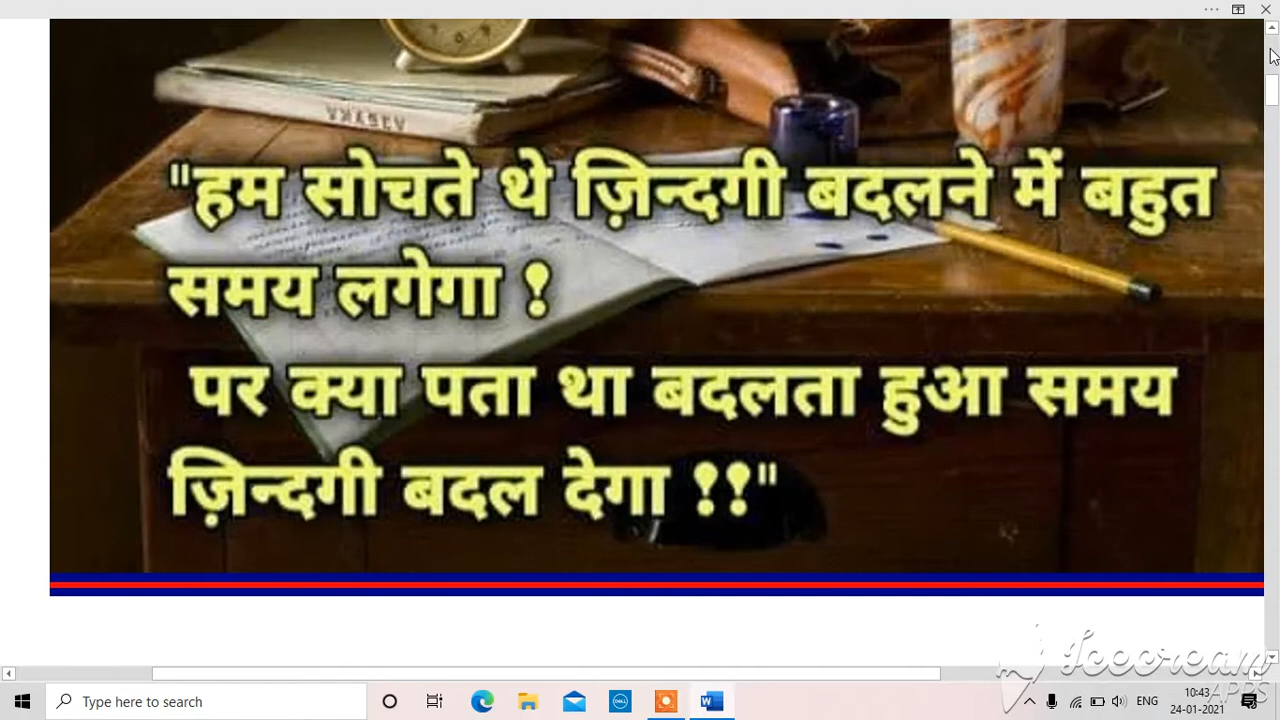 "हम सोचते थे ज़िन्दगी बदलने में बहुत
समय लगेगा !
पर क्या पता था बदलता हुआ समय
ज़िन्दगी बदल देगा !!"
Type here to search
ENG
10:43
24-01-2021
APPS